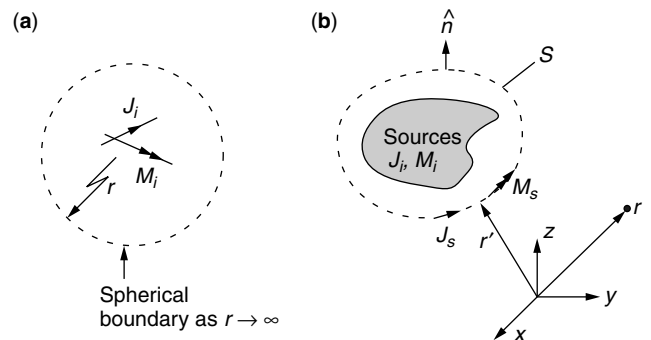 (a)
J_i
M_i
r
Spherical
boundary as r → ∞
(b)
n̂
S
Sources
J_i, M_i
M_s
J_s
r'
r
z
y
x